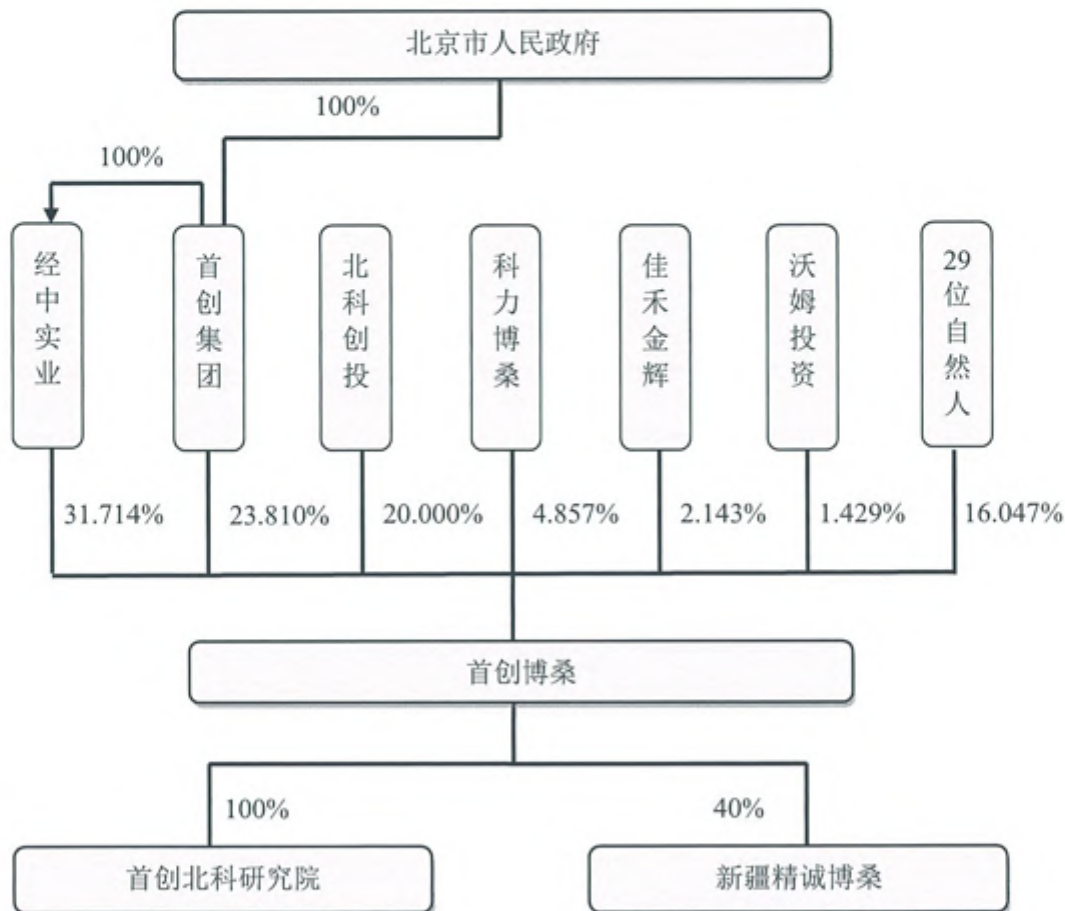 北京市人民政府
100%
100%
经中实业
首创集团
北科创投
科力博桑
佳禾金辉
沃姆投资
29位自然人
31.714%
23.810%
20.000%
4.857%
2.143%
1.429%
16.047%
首创博桑
100%
40%
首创北科研究院
新疆精诚博桑